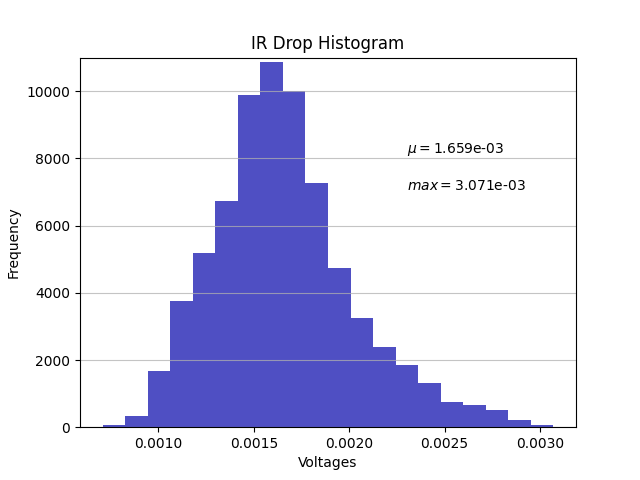 IR Drop Histogram
10000
8000
6000
4000
2000
0
Frequency
μ = 1.659e-03
max = 3.071e-03
0.0010 0.0015 0.0020 0.0025 0.0030
Voltages